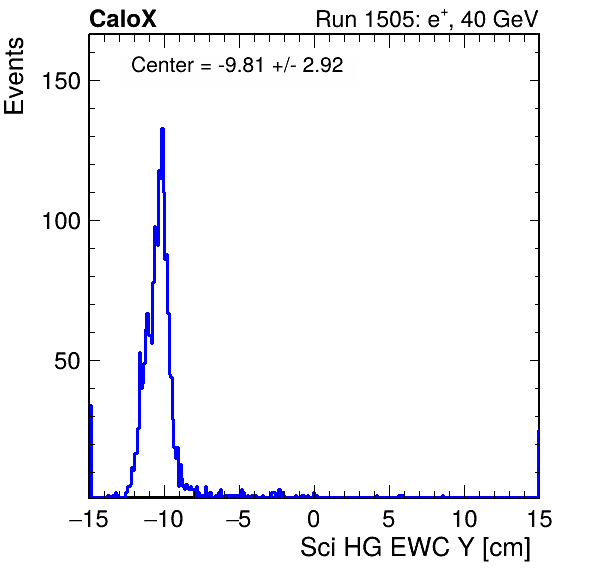 CaloX Run 1505: e⁺, 40 GeV
Center = -9.81 +/- 2.92
Events
150
100
50
−15 −10 −5 0 5 10 15
Sci HG EWC Y [cm]